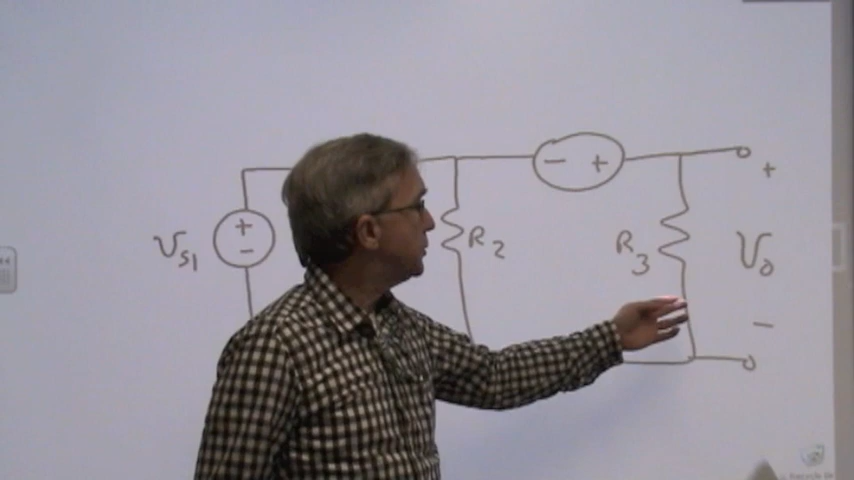 - +
+
+
-
Vs1
R2
R3
Vo
-